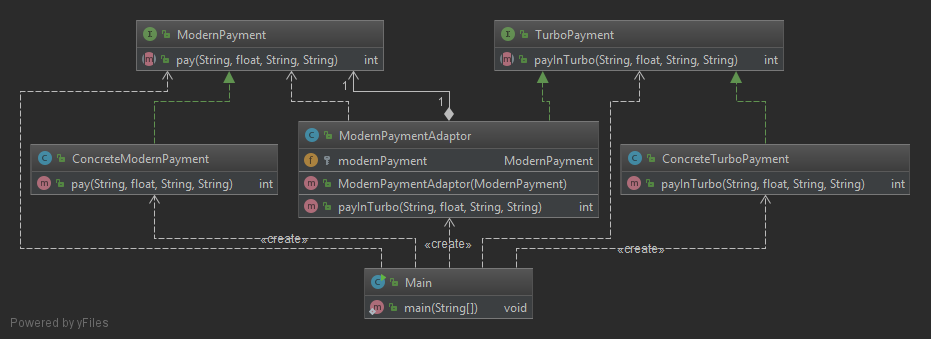 I ModernPayment
m pay(String, float, String, String) int
I TurboPayment
m payInTurbo(String, float, String, String) int
1
1
C ModernPaymentAdaptor
f modernPayment ModernPayment
m ModernPaymentAdaptor(ModernPayment)
m payInTurbo(String, float, String, String) int
C ConcreteModernPayment
m pay(String, float, String, String) int
C ConcreteTurboPayment
m payInTurbo(String, float, String, String) int
«create»
«create»
«create»
C Main
m main(String[]) void
Powered by yFiles